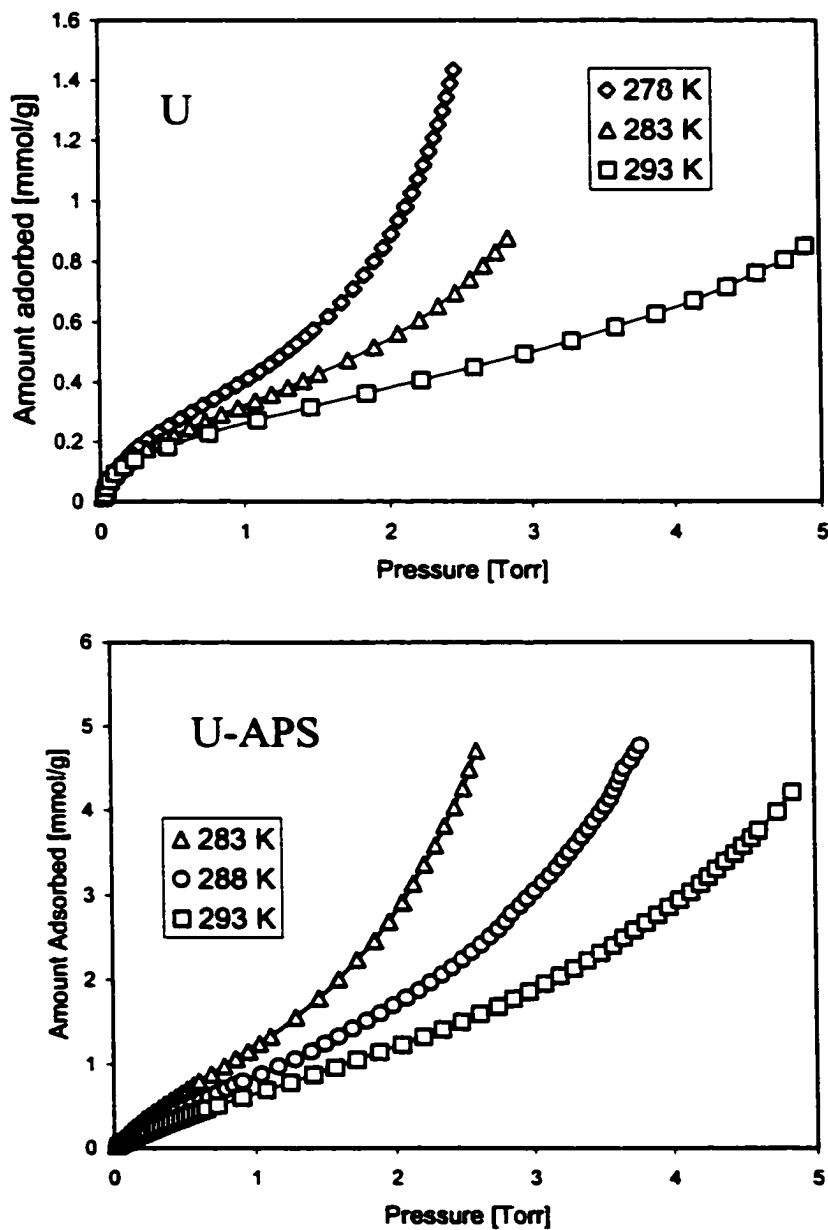 1.6
1.4
1.2
1
0.8
0.6
0.4
0.2
0
Amount adorbed [mmol/g]
U
278 K
283 K
293 K
0 1 2 3 4 5
Pressure [Torr]
6
5
4
3
2
1
0
Amount Adsorbed [mmol/g]
U-APS
283 K
288 K
293 K
0 1 2 3 4 5
Pressure [Torr]